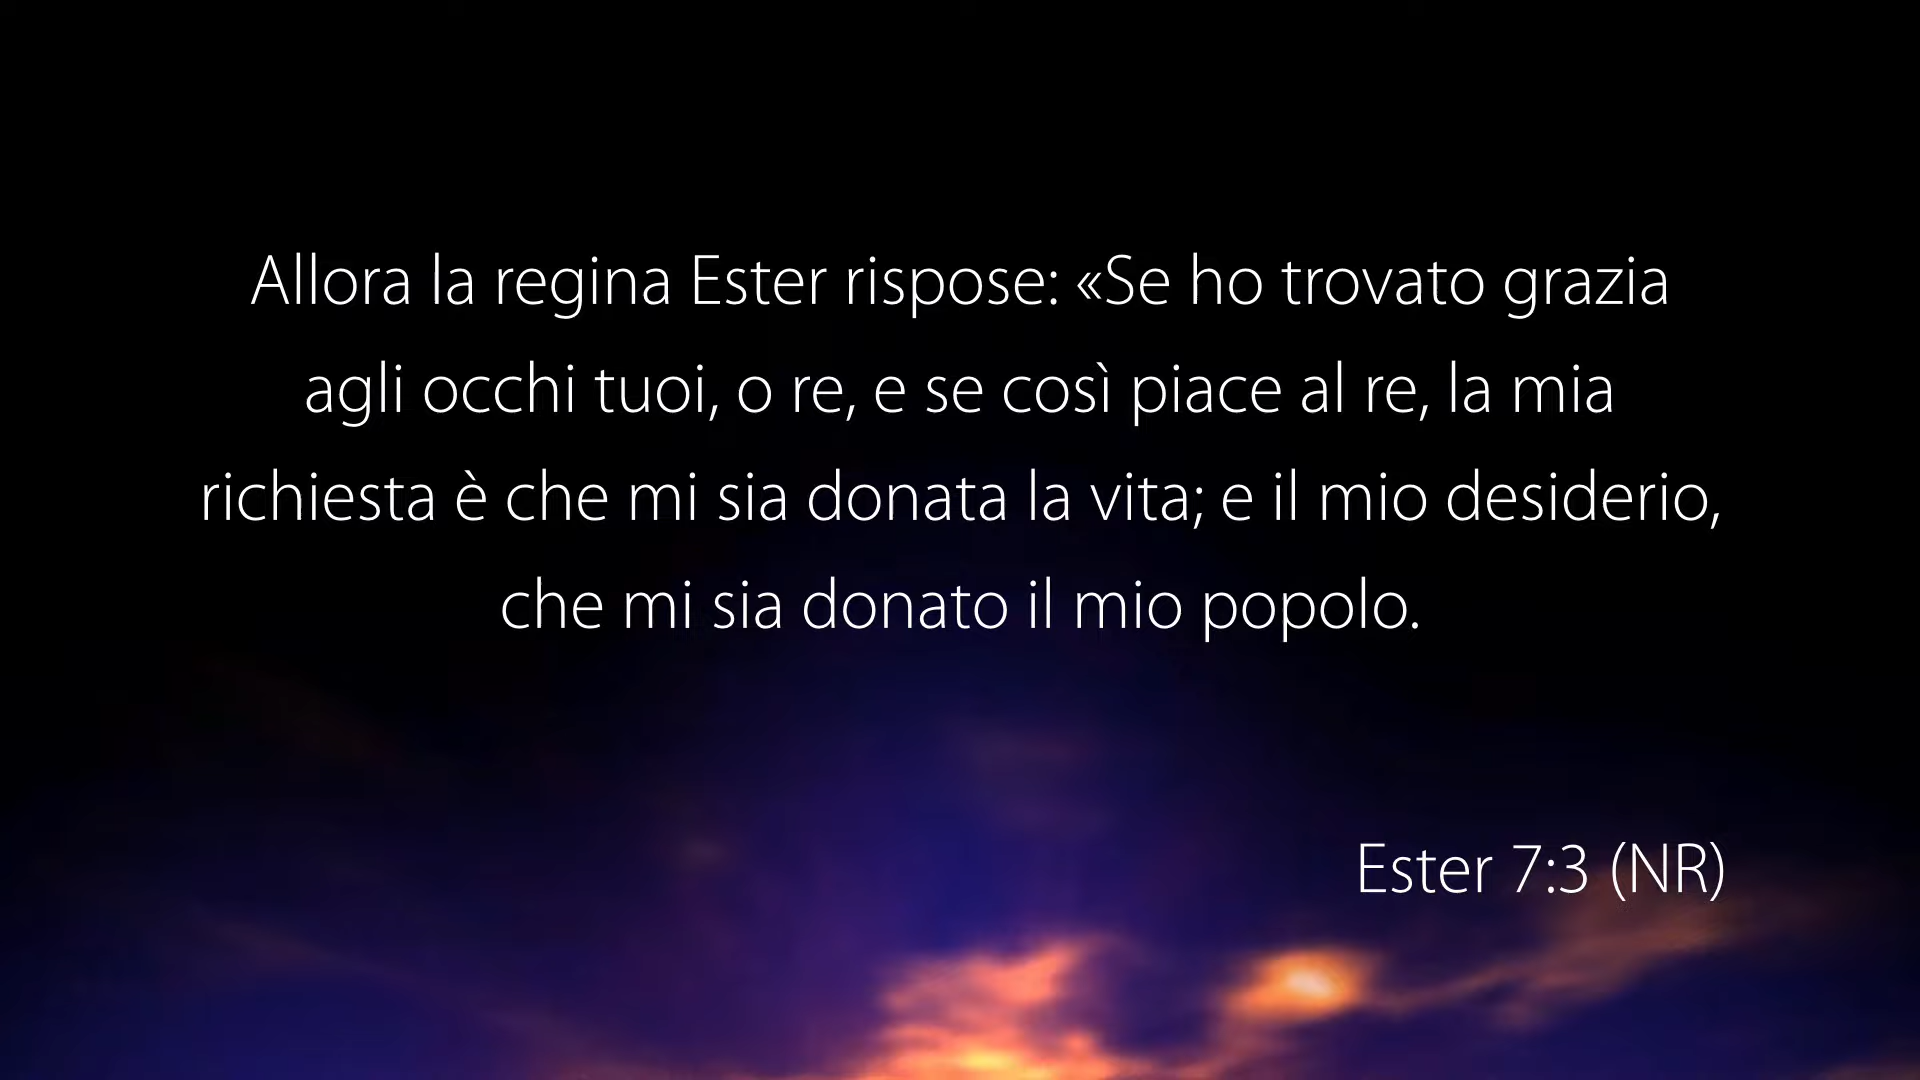 Allora la regina Ester rispose: «Se ho trovato grazia
agli occhi tuoi, o re, e se così piace al re, la mia
richiesta è che mi sia donata la vita; e il mio desiderio,
che mi sia donato il mio popolo.
Ester 7:3 (NR)